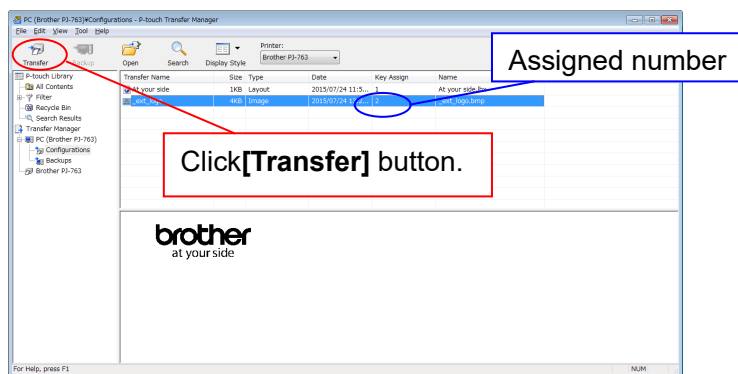 PC (Brother PJ-763)¥Configurations - P-touch Transfer Manager
File Edit View Tool Help
Transfer Backup Open Search Display Style Printer:
Brother PJ-763
Assigned number
P-touch Library
All Contents
Filter
Recycle Bin
Search Results
Transfer Manager
PC (Brother PJ-763)
Configurations
Backups
Brother PJ-763
Transfer Name Size Type Date Key Assign Name
At your side 1KB Layout 2015/07/24 11:5... 1 At your side.lbx
4KB Image 2 _ext_logo.bmp
Click[Transfer] button.
brother
at your side
For Help, press F1 NUM